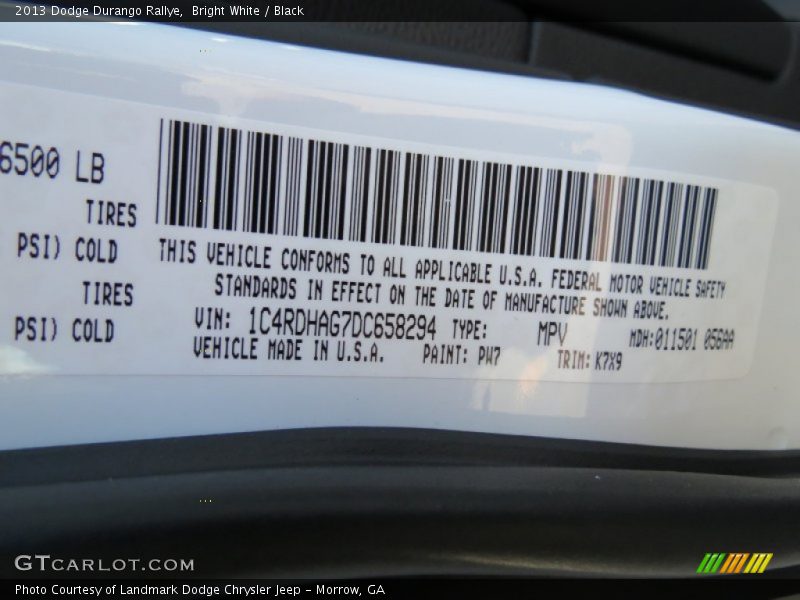 2013 Dodge Durango Rallye,  Bright White / Black
6500 LB
TIRES
PSI) COLD
TIRES
PSI) COLD
THIS VEHICLE CONFORMS TO ALL APPLICABLE U.S.A. FEDERAL MOTOR VEHICLE SAFETY
STANDARDS IN EFFECT ON THE DATE OF MANUFACTURE SHOWN ABOVE.
VIN: 1C4RDHAG7DC658294 TYPE: MPV MDH:011501 056AA
VEHICLE MADE IN U.S.A. PAINT: PW7 TRIM: K7X9
GTCARLOT.COM
Photo Courtesy of Landmark Dodge Chrysler Jeep – Morrow, GA